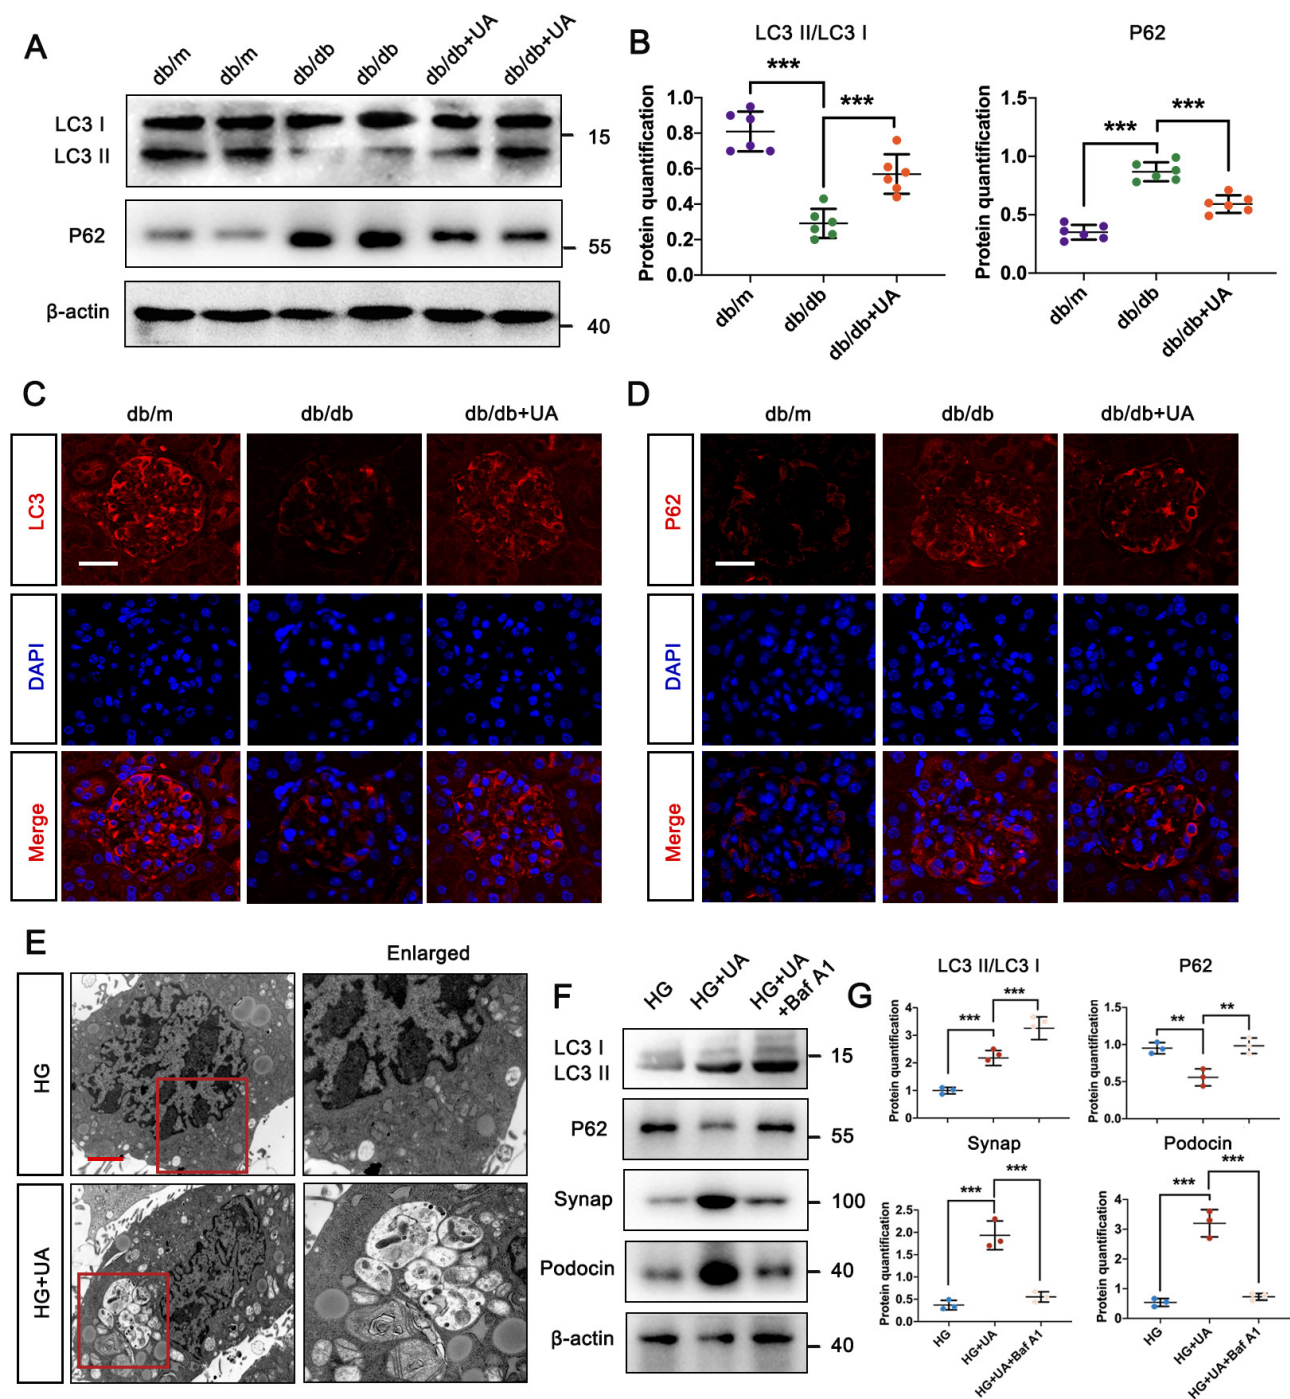 A
db/m
db/m
db/db
db/db
db/db+UA
db/db+UA
LC3 I
LC3 II
15
P62
55
β-actin
40
B
LC3 II/LC3 I
Protein quantification
1.0
0.8
0.6
0.4
0.2
0.0
***
***
db/m
db/db
db/db+UA
P62
Protein quantification
1.5
1.0
0.5
0.0
***
***
db/m
db/db
db/db+UA
C
db/m
db/db
db/db+UA
LC3
DAPI
Merge
D
db/m
db/db
db/db+UA
P62
DAPI
Merge
E
Enlarged
HG
HG+UA
F
HG
HG+UA
HG+UA
+Baf A1
LC3 I
LC3 II
15
P62
55
Synap
100
Podocin
40
β-actin
40
G
LC3 II/LC3 I
Protein quantification
4
3
2
1
0
***
***
P62
Protein quantification
1.5
1.0
0.5
0.0
**
**
Synap
Protein quantification
2.5
2.0
1.5
1.0
0.5
0.0
***
***
HG
HG+UA
HG+UA+Baf A1
Podocin
Protein quantification
4
3
2
1
0
***
***
HG
HG+UA
HG+UA+Baf A1